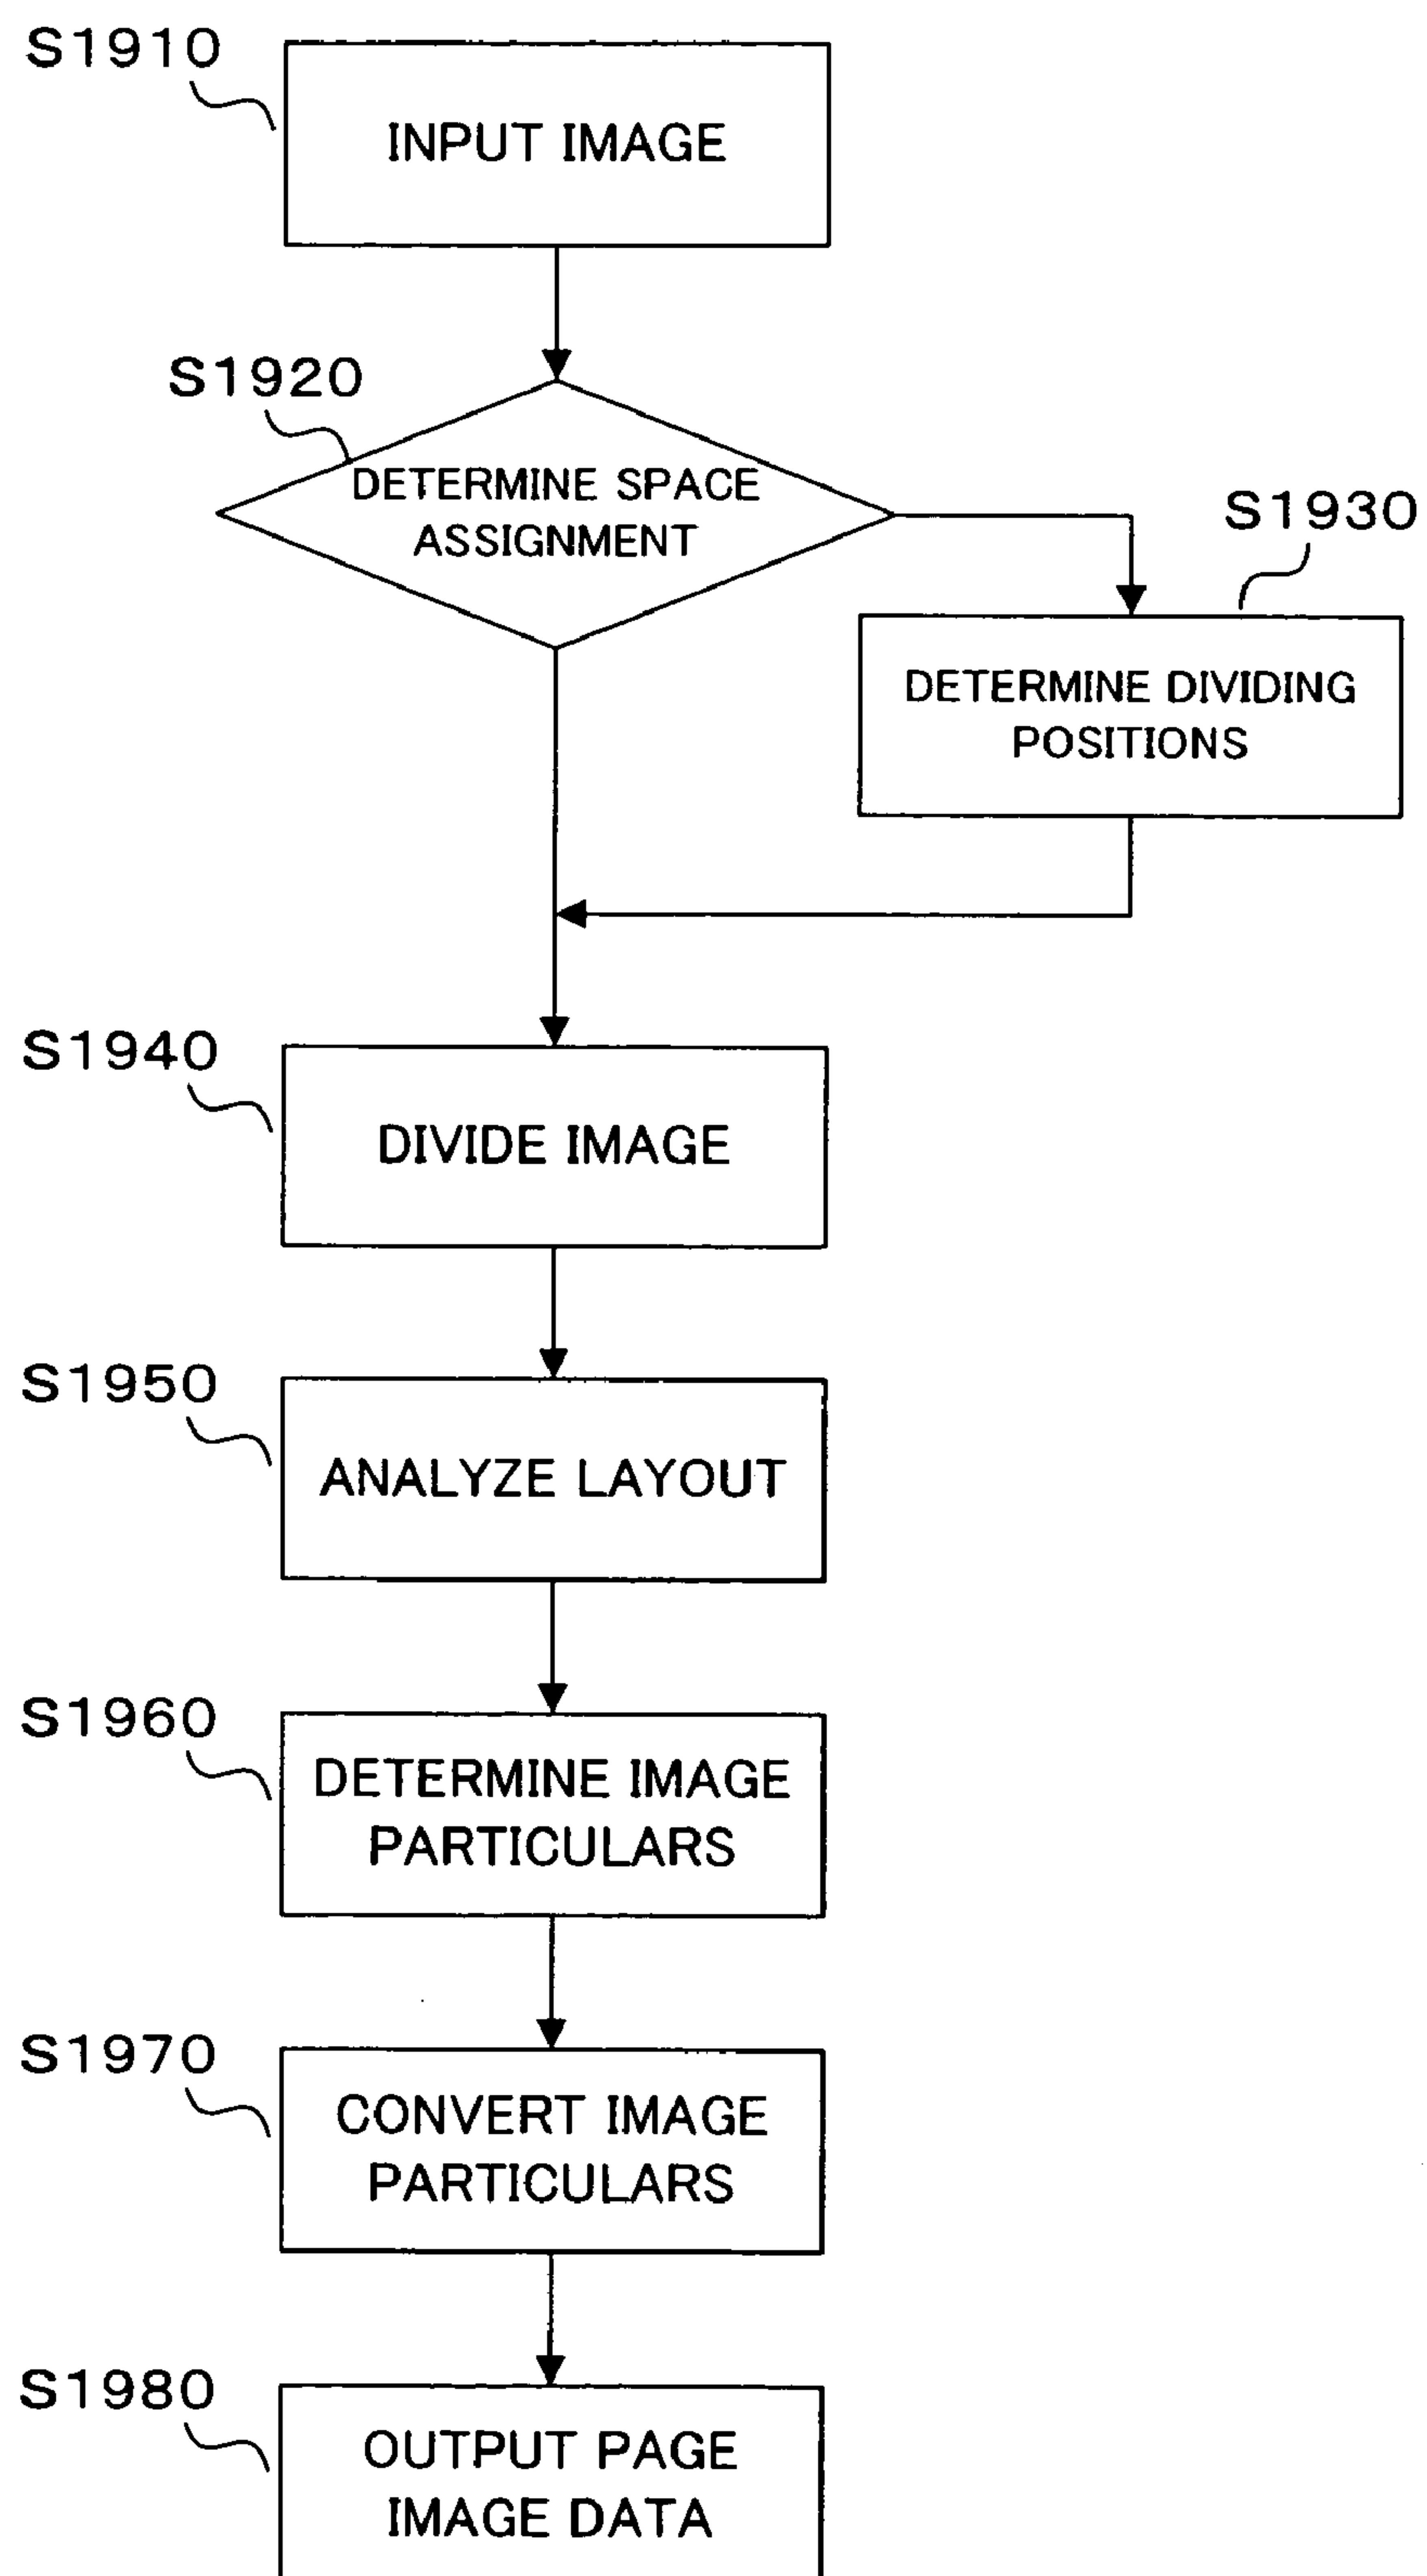 S1910
INPUT IMAGE
S1920
DETERMINE SPACE
ASSIGNMENT
S1930
DETERMINE DIVIDING
POSITIONS
S1940
DIVIDE IMAGE
S1950
ANALYZE LAYOUT
S1960
DETERMINE IMAGE
PARTICULARS
S1970
CONVERT IMAGE
PARTICULARS
S1980
OUTPUT PAGE
IMAGE DATA